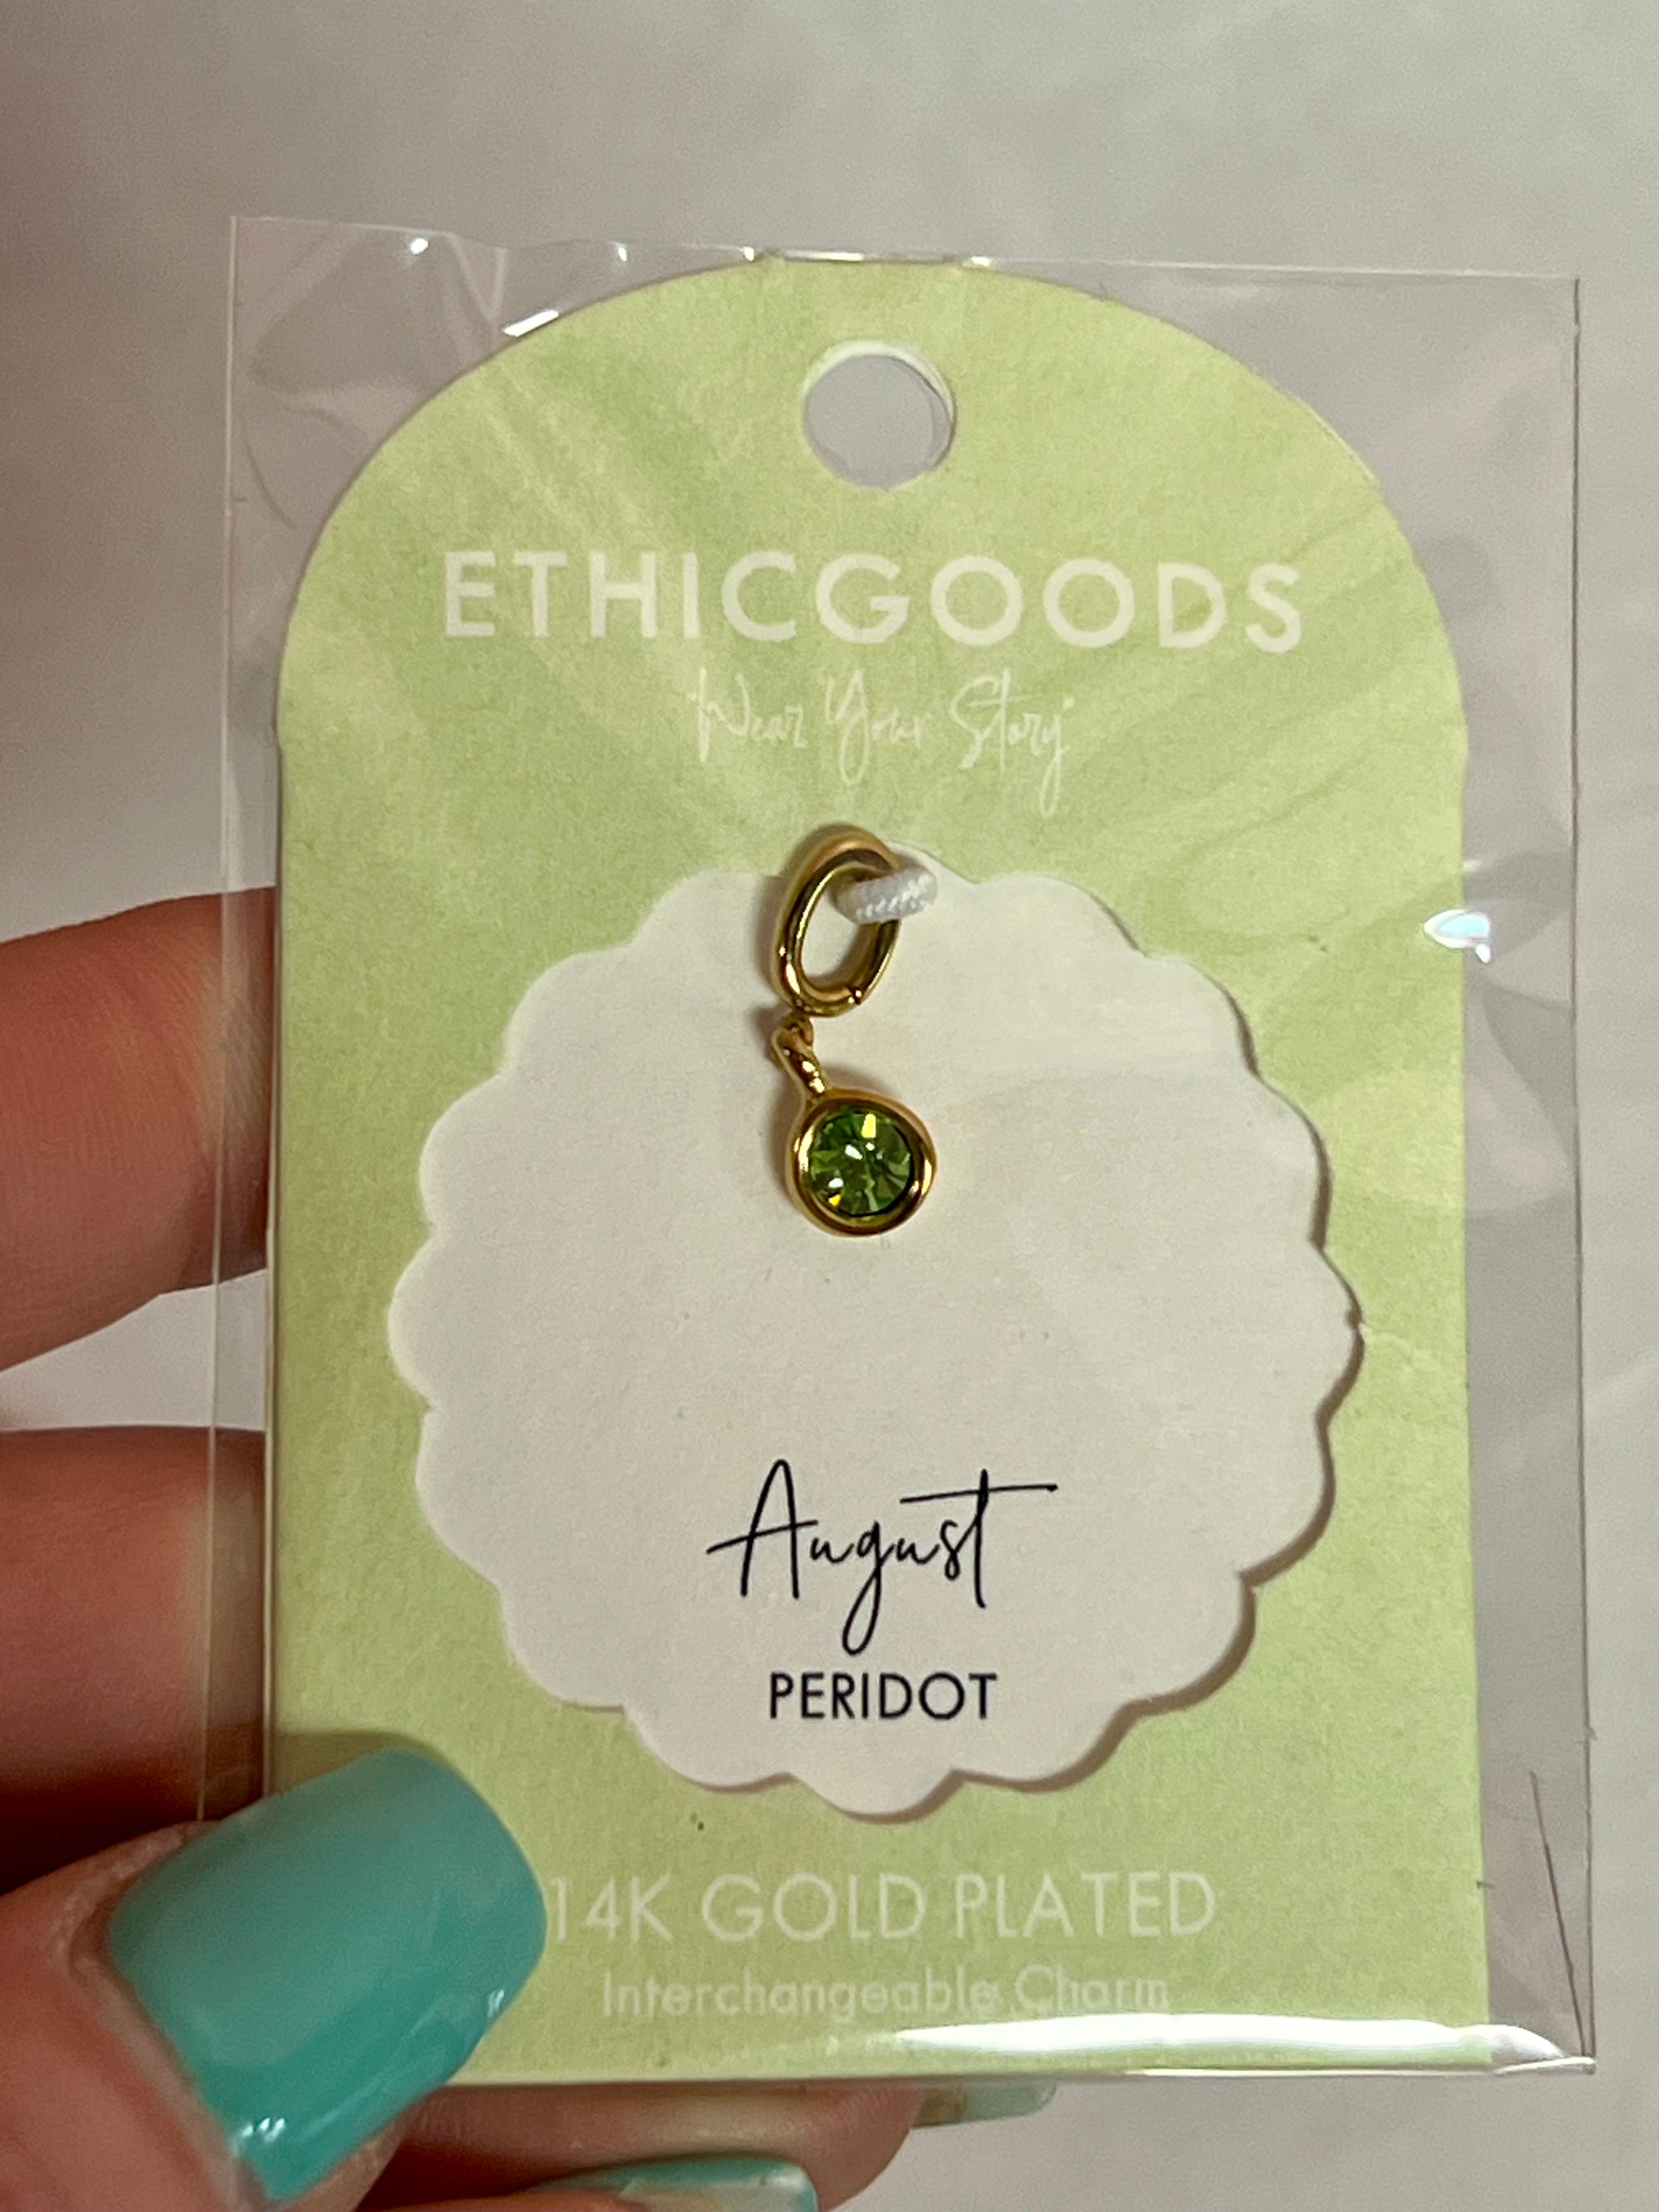 ETHICGOODS
Wear Your Story
August
PERIDOT
14K GOLD PLATED
Interchangeable Charm